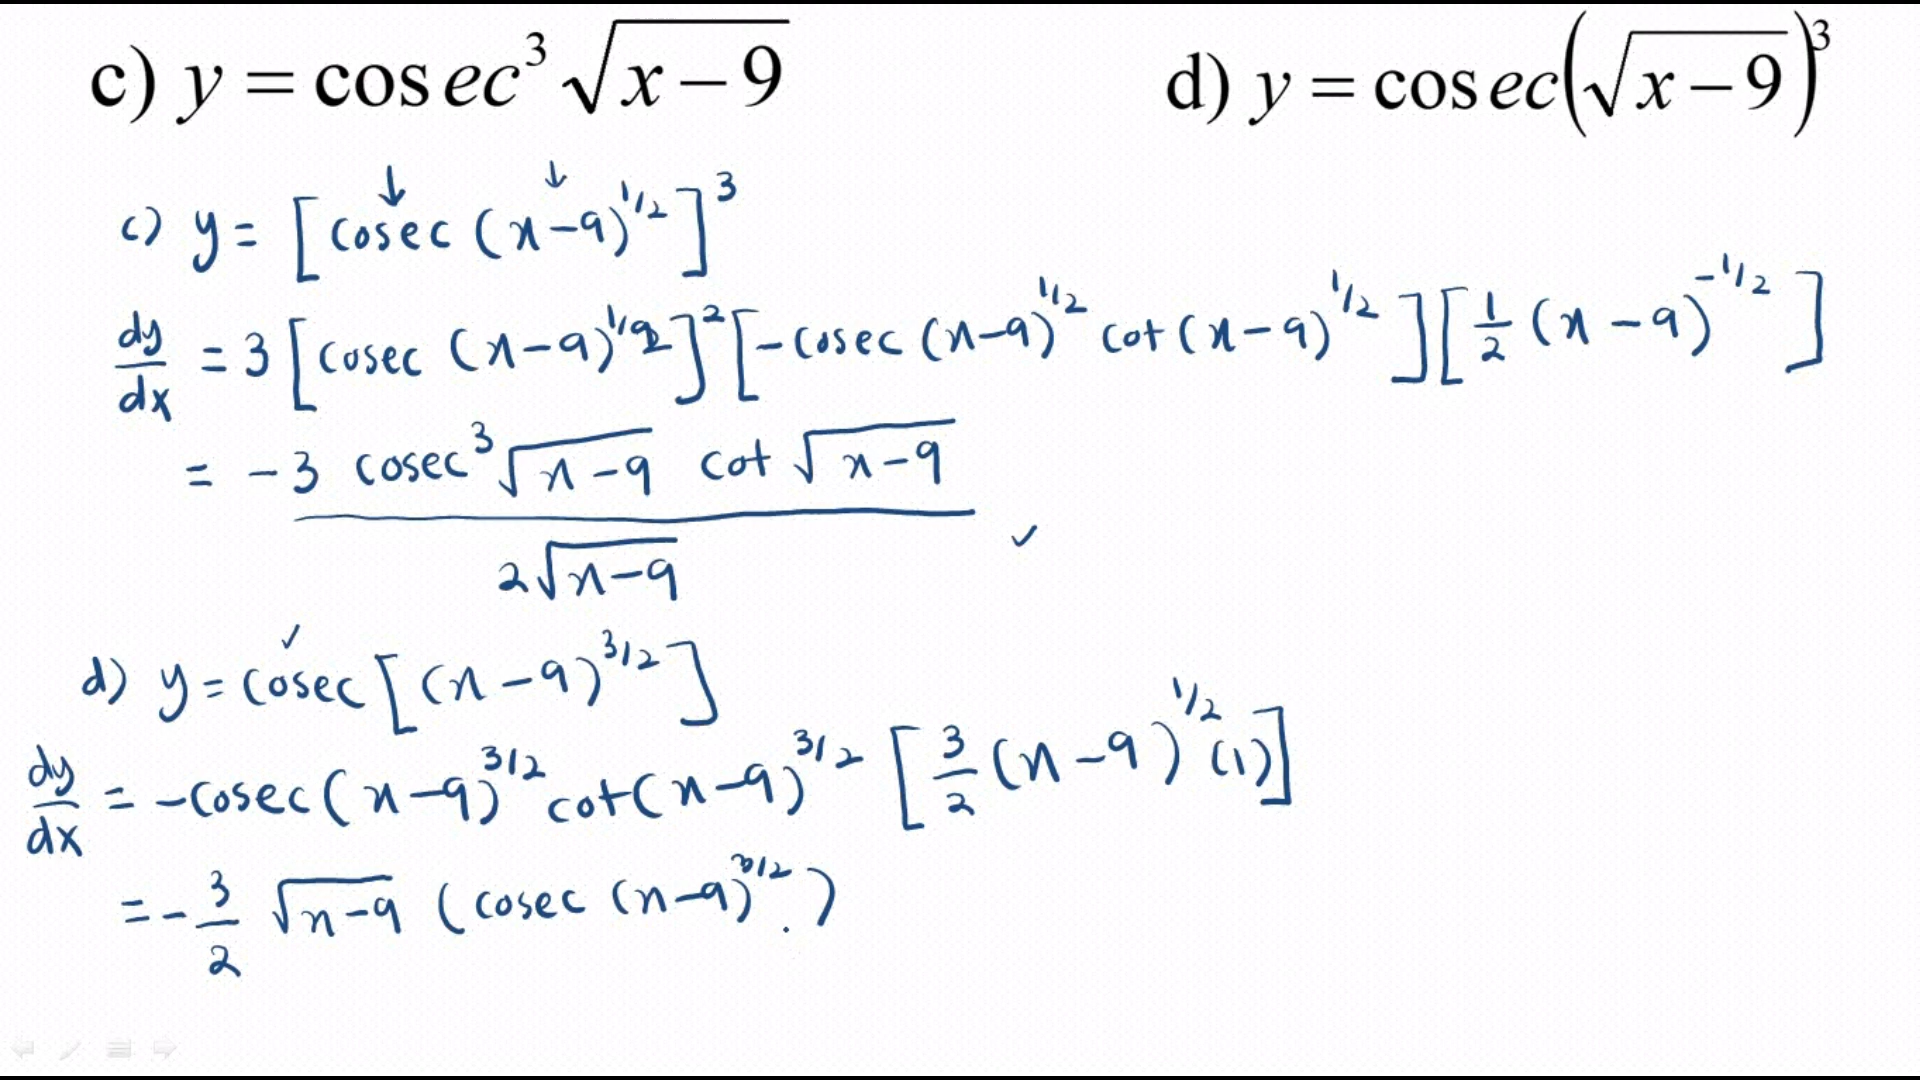 c) y = cosec³ √(x−9)
d) y = cosec(√(x−9))³
c) y = [cosec (x−9)^1/2]^3
dy/dx = 3 [cosec (x−9)^1/2]^2 [−cosec (x−9)^1/2 cot (x−9)^1/2] [1/2 (x−9)^−1/2]
= −3 cosec³ √(x−9) cot √(x−9) / 2√(x−9) ✓
d) y = cosec [(x−9)^3/2]
dy/dx = −cosec (x−9)^3/2 cot (x−9)^3/2 [3/2 (x−9)^1/2 (1)]
= −3/2 √(x−9) (cosec (x−9)^3/2)